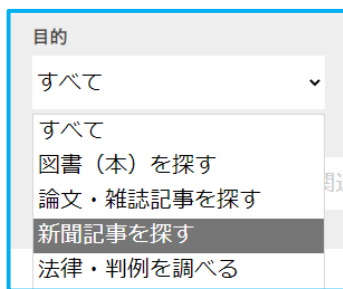 目的
すべて
すべて
図書（本）を探す
論文・雑誌記事を探す
新聞記事を探す
法律・判例を調べる